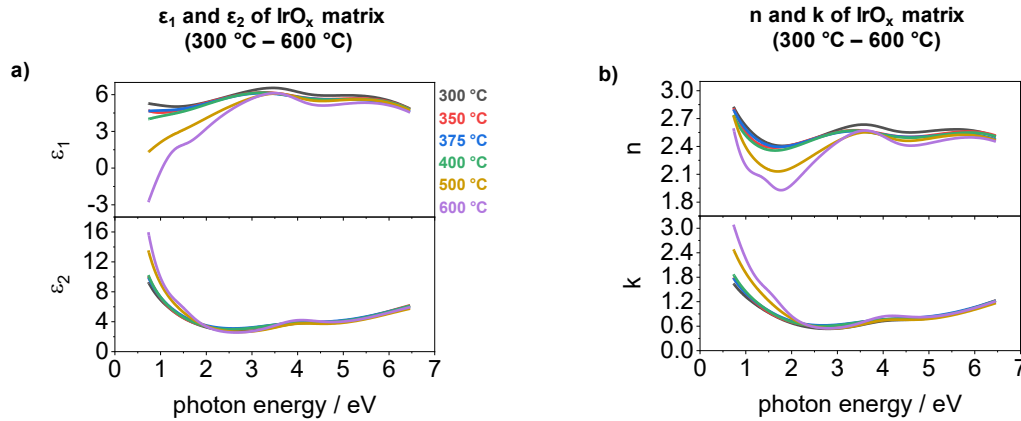 ε₁ and ε₂ of IrOₓ matrix
(300 °C – 600 °C)
a)
6
3
0
-3
ε₁
300 °C
350 °C
375 °C
400 °C
500 °C
600 °C
16
12
8
4
0
ε₂
0 1 2 3 4 5 6 7
photon energy / eV
n and k of IrOₓ matrix
(300 °C – 600 °C)
b)
3.0
2.7
2.4
2.1
1.8
n
3.0
2.4
1.8
1.2
0.6
0.0
k
0 1 2 3 4 5 6 7
photon energy / eV